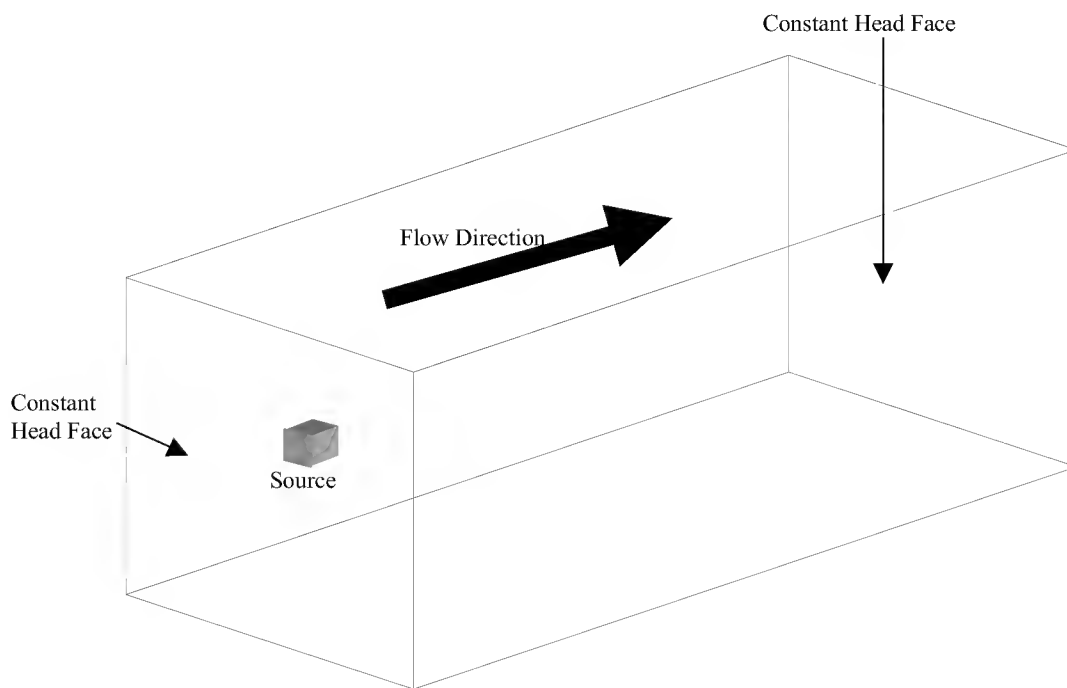 Constant Head Face
Flow Direction
Constant
Head Face
Source